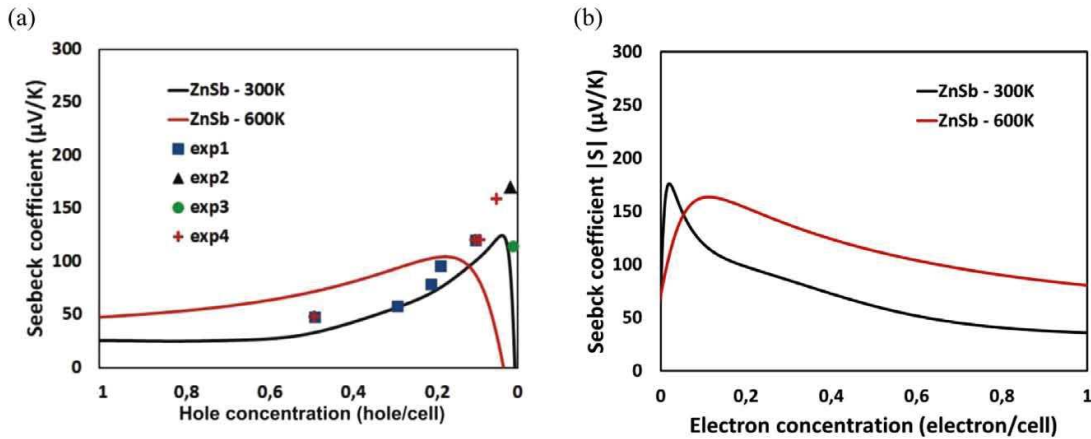 (a)
300
250
200
150
100
50
0
Seebeck coefficient (µV/K)
ZnSb - 300K
ZnSb - 600K
exp1
exp2
exp3
exp4
1
0,8
0,6
0,4
0,2
0
Hole concentration (hole/cell)
(b)
300
250
200
150
100
50
0
Seebck coefficient |S| (µV/K)
ZnSb - 300K
ZnSb - 600K
0
0,2
0,4
0,6
0,8
1
Electron concentration (electron/cell)